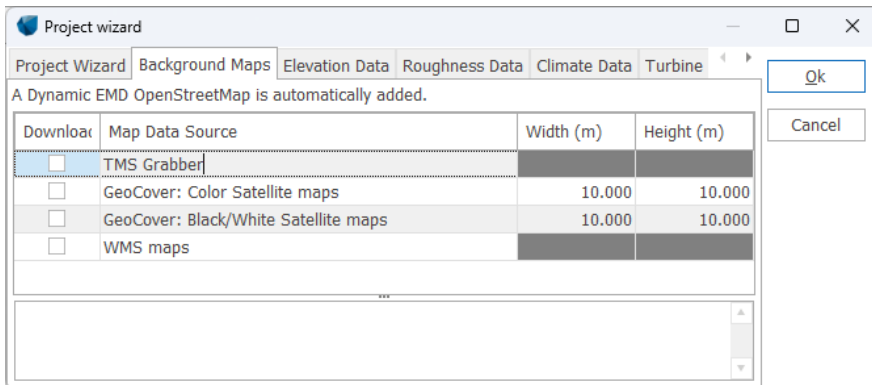 Project wizard
Project Wizard Background Maps Elevation Data Roughness Data Climate Data Turbine
Ok
A Dynamic EMD OpenStreetMap is automatically added.
Cancel
Downloac Map Data Source Width (m) Height (m)
TMS Grabber
GeoCover: Color Satellite maps 10.000 10.000
GeoCover: Black/White Satellite maps 10.000 10.000
WMS maps